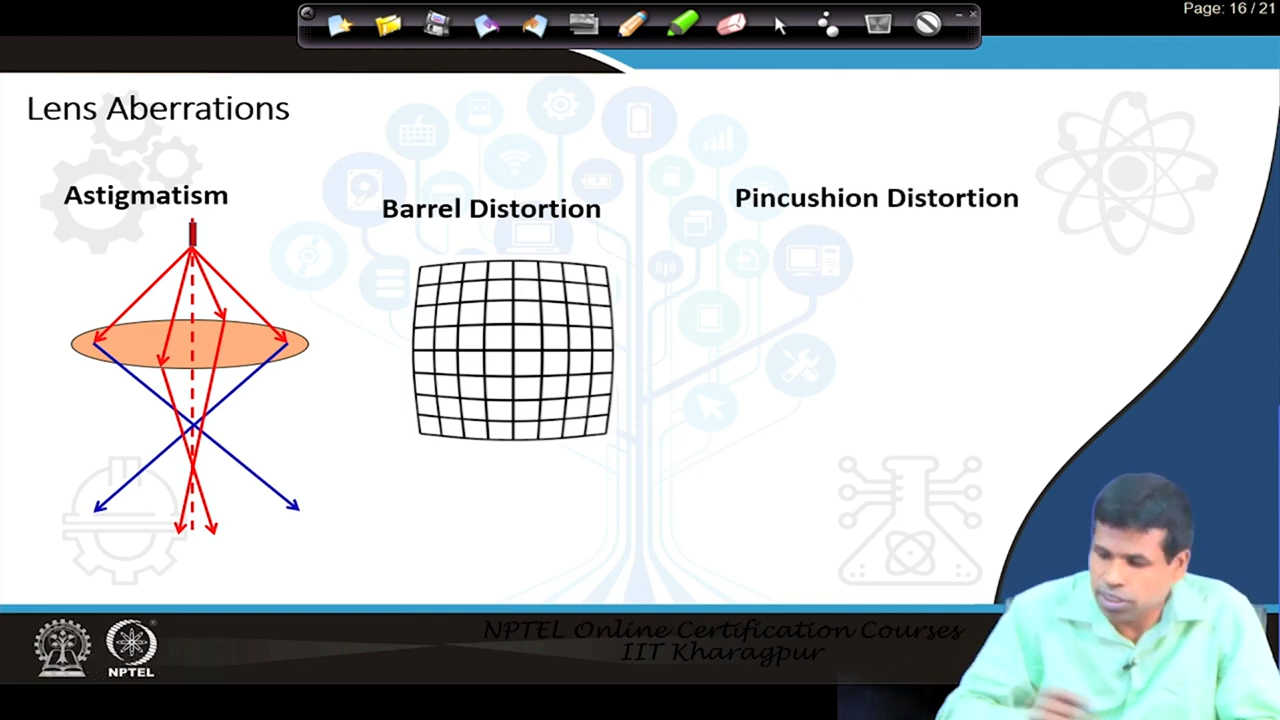 Page: 16 / 21
Lens Aberrations
Astigmatism
Barrel Distortion
Pincushion Distortion
NPTEL Online Certification Courses
IIT Kharagpur
NPTEL